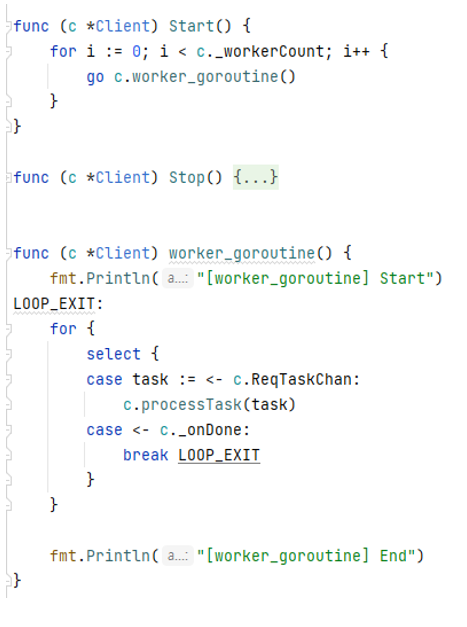 func (c *Client) Start() {
    for i := 0; i < c._workerCount; i++ {
        go c.worker_goroutine()
    }
}
func (c *Client) Stop() {...}
func (c *Client) worker_goroutine() {
    fmt.Println( a...: "[worker_goroutine] Start")
LOOP_EXIT:
    for {
        select {
        case task := <- c.ReqTaskChan:
            c.processTask(task)
        case <- c._onDone:
            break LOOP_EXIT
        }
    }
    fmt.Println( a...: "[worker_goroutine] End")
}